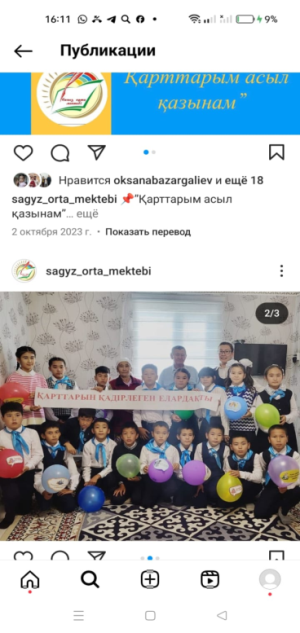 16:11
9%
Публикации
Қарттарым асыл
қазынам"
Нравится oksanabazargaliev и ещё 18
sagyz_orta_mektebi 📌"Қарттарым асыл
қазынам"... ещё
2 октября 2023 г. • Показать перевод
sagyz_orta_mektebi
2/3
ҚАРТТАРЫН ҚАДІРЛЕГЕН ЕЛ АРДАҚТЫ